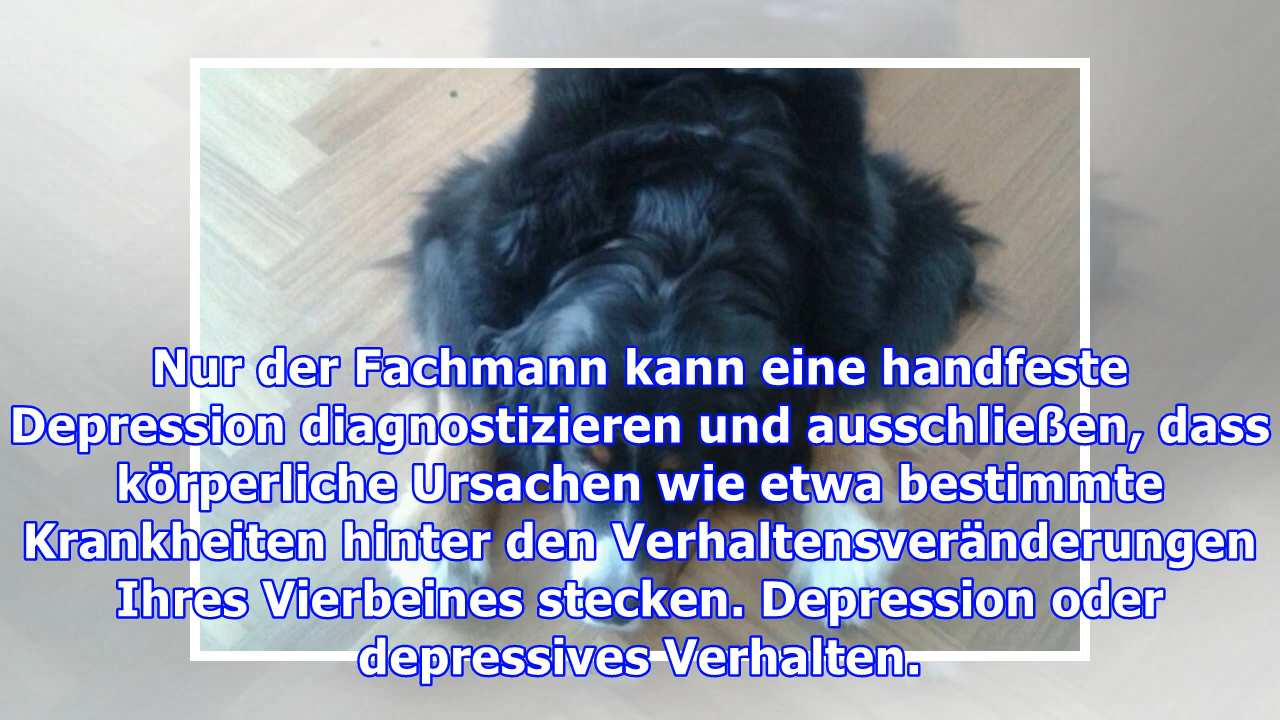 Nur der Fachmann kann eine handfeste
Depression diagnostizieren und ausschließen, dass
körperliche Ursachen wie etwa bestimmte
Krankheiten hinter den Verhaltensveränderungen
Ihres Vierbeines stecken. Depression oder
depressives Verhalten.